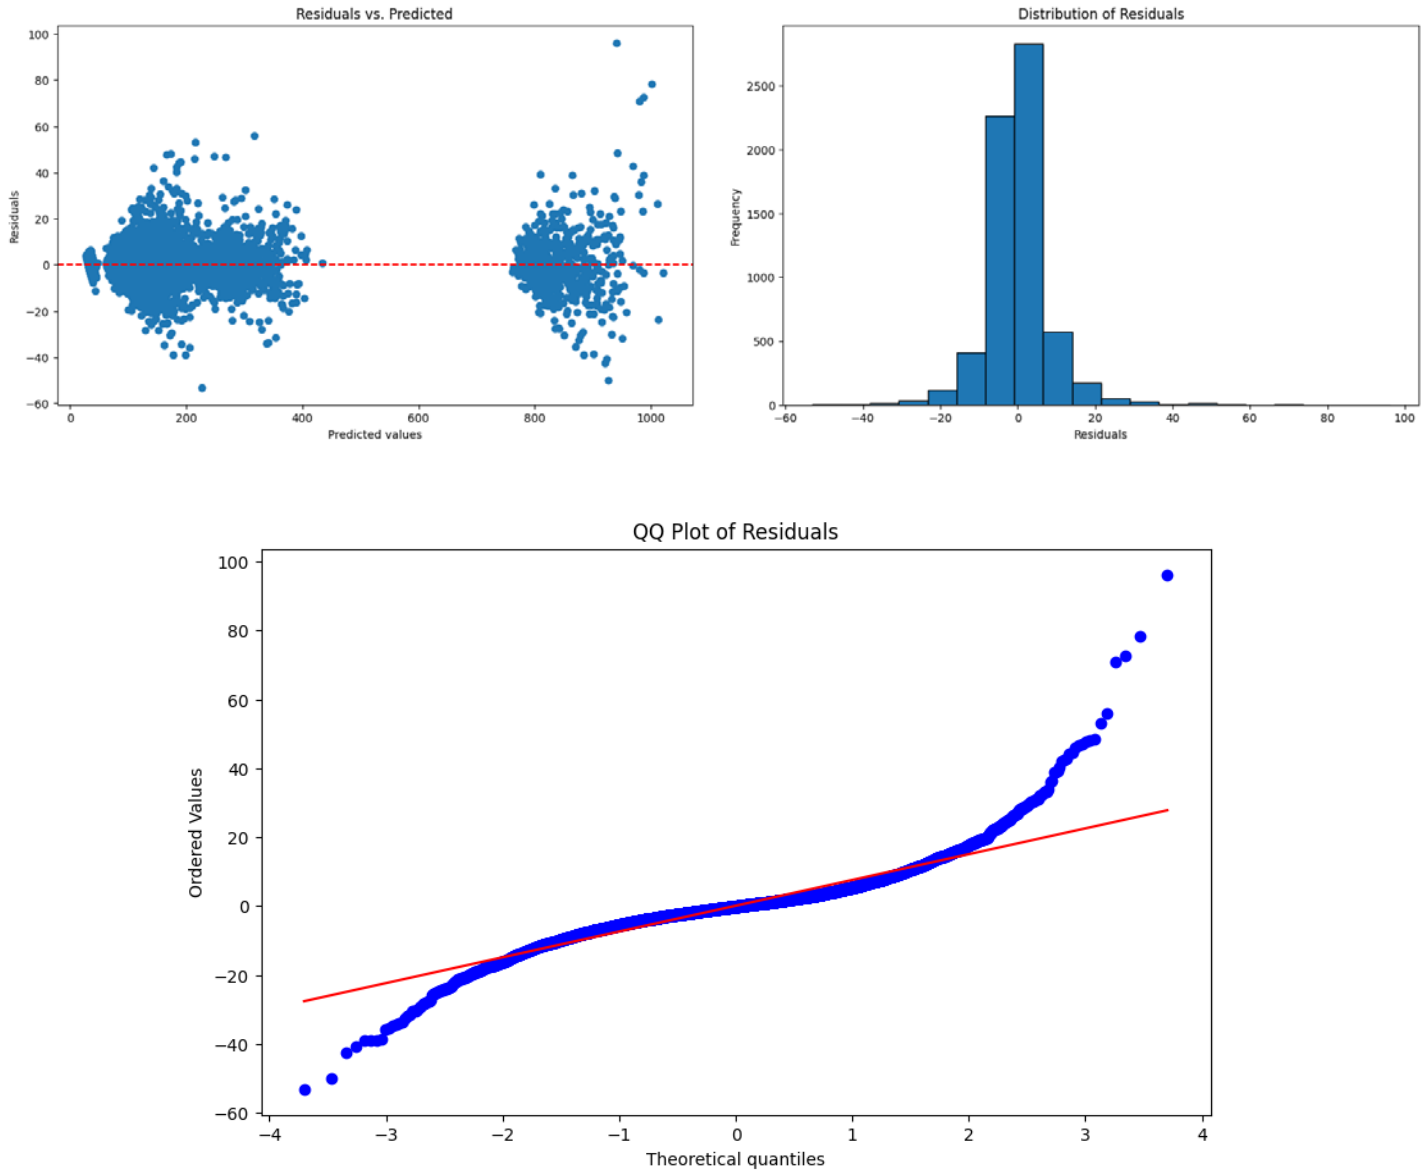 Residuals vs. Predicted
100
80
60
40
20
0
−20
−40
−60
Residuals
0 200 400 600 800 1000
Predicted values
Distribution of Residuals
2500
2000
1500
1000
500
0
Frequency
−60 −40 −20 0 20 40 60 80 100
Residuals
QQ Plot of Residuals
100
80
60
40
20
0
−20
−40
−60
Ordered Values
−4 −3 −2 −1 0 1 2 3 4
Theoretical quantiles